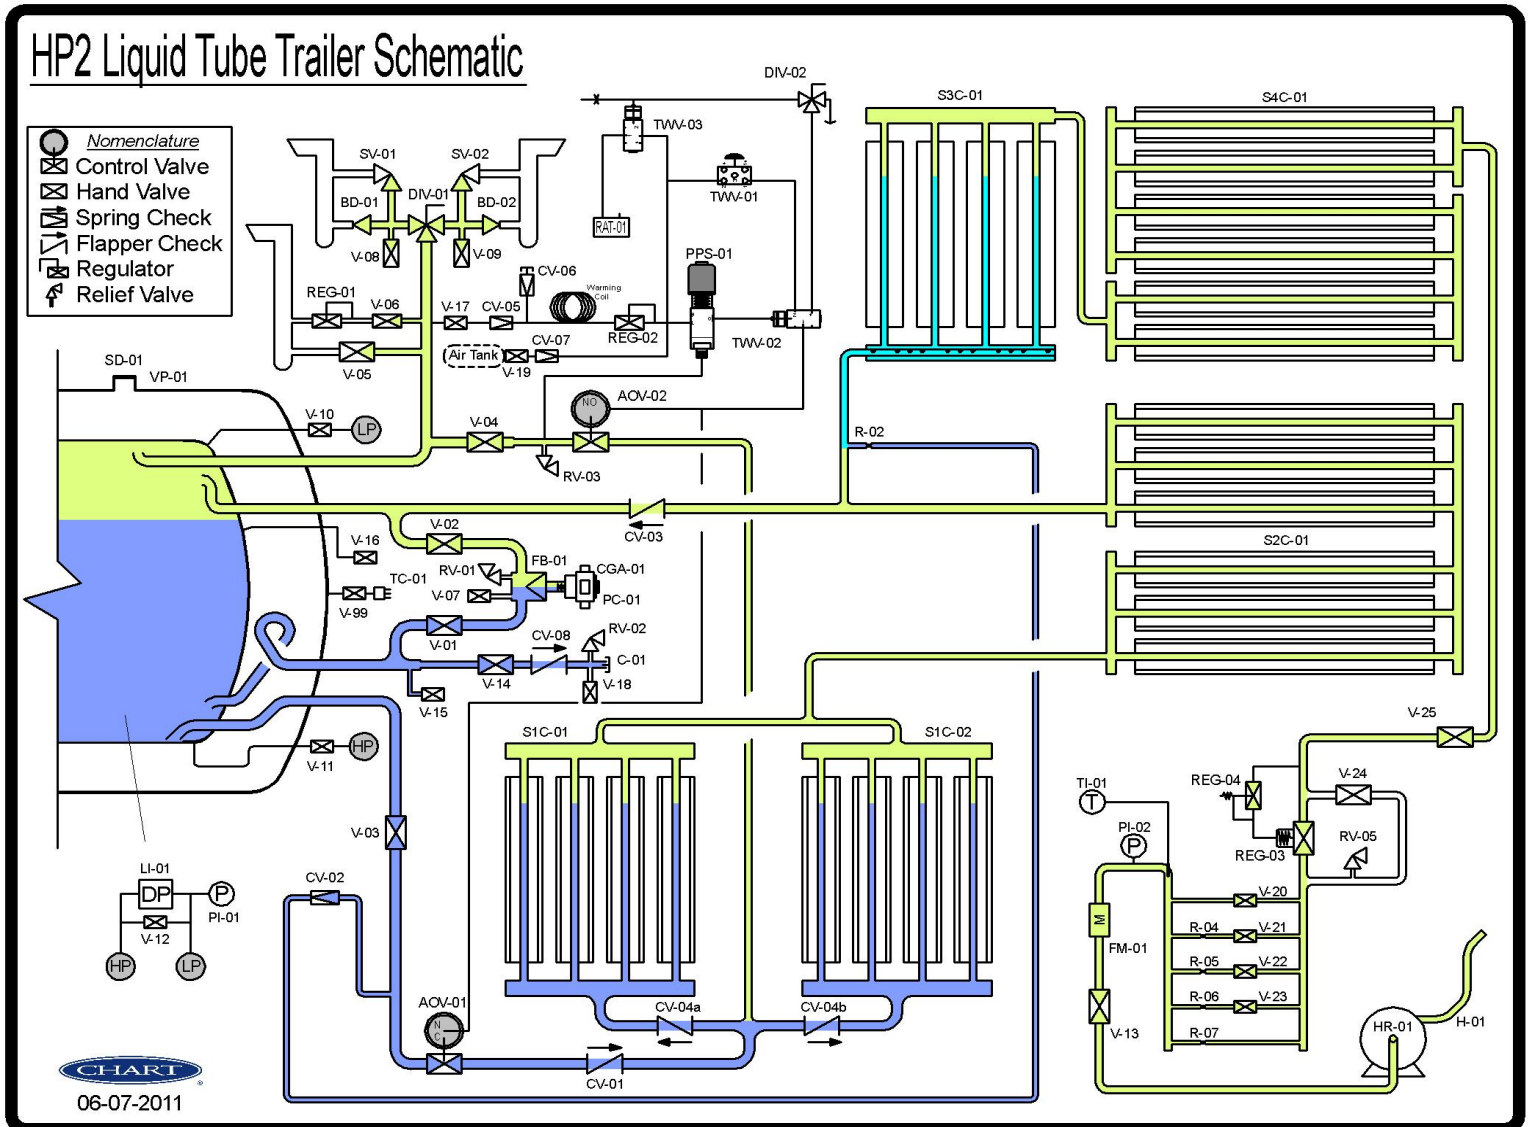 HP2 Liquid Tube Trailer Schematic
Nomenclature
Control Valve
Hand Valve
Spring Check
Flapper Check
Regulator
Relief Valve
DIV-02
S3C-01
S4C-01
TWV-03
SV-01
SV-02
BD-01
DIV-01
BD-02
TWV-01
RAT-01
V-08
V-09
PPS-01
CV-06
Warming
Coil
REG-01
V-06
V-17
CV-05
REG-02
TWV-02
CV-07
Air Tank
V-19
V-05
SD-01
VP-01
AOV-02
NO
V-10
LP
V-04
R-02
RV-03
V-02
CV-03
S2C-01
V-16
FB-01
RV-01
CGA-01
TC-01
V-07
PC-01
V-99
V-01
CV-08
RV-02
C-01
V-14
V-18
V-15
S1C-01
S1C-02
V-25
HP
V-11
TI-01
T
REG-04
V-24
PI-02
P
V-03
REG-03
RV-05
LI-01
DP
P
PI-01
CV-02
V-20
V-12
M
FM-01
R-04
V-21
HP
LP
R-05
V-22
AOV-01
N
C
CV-04a
CV-04b
R-06
V-23
V-13
R-07
HR-01
H-01
CV-01
CHART
06-07-2011